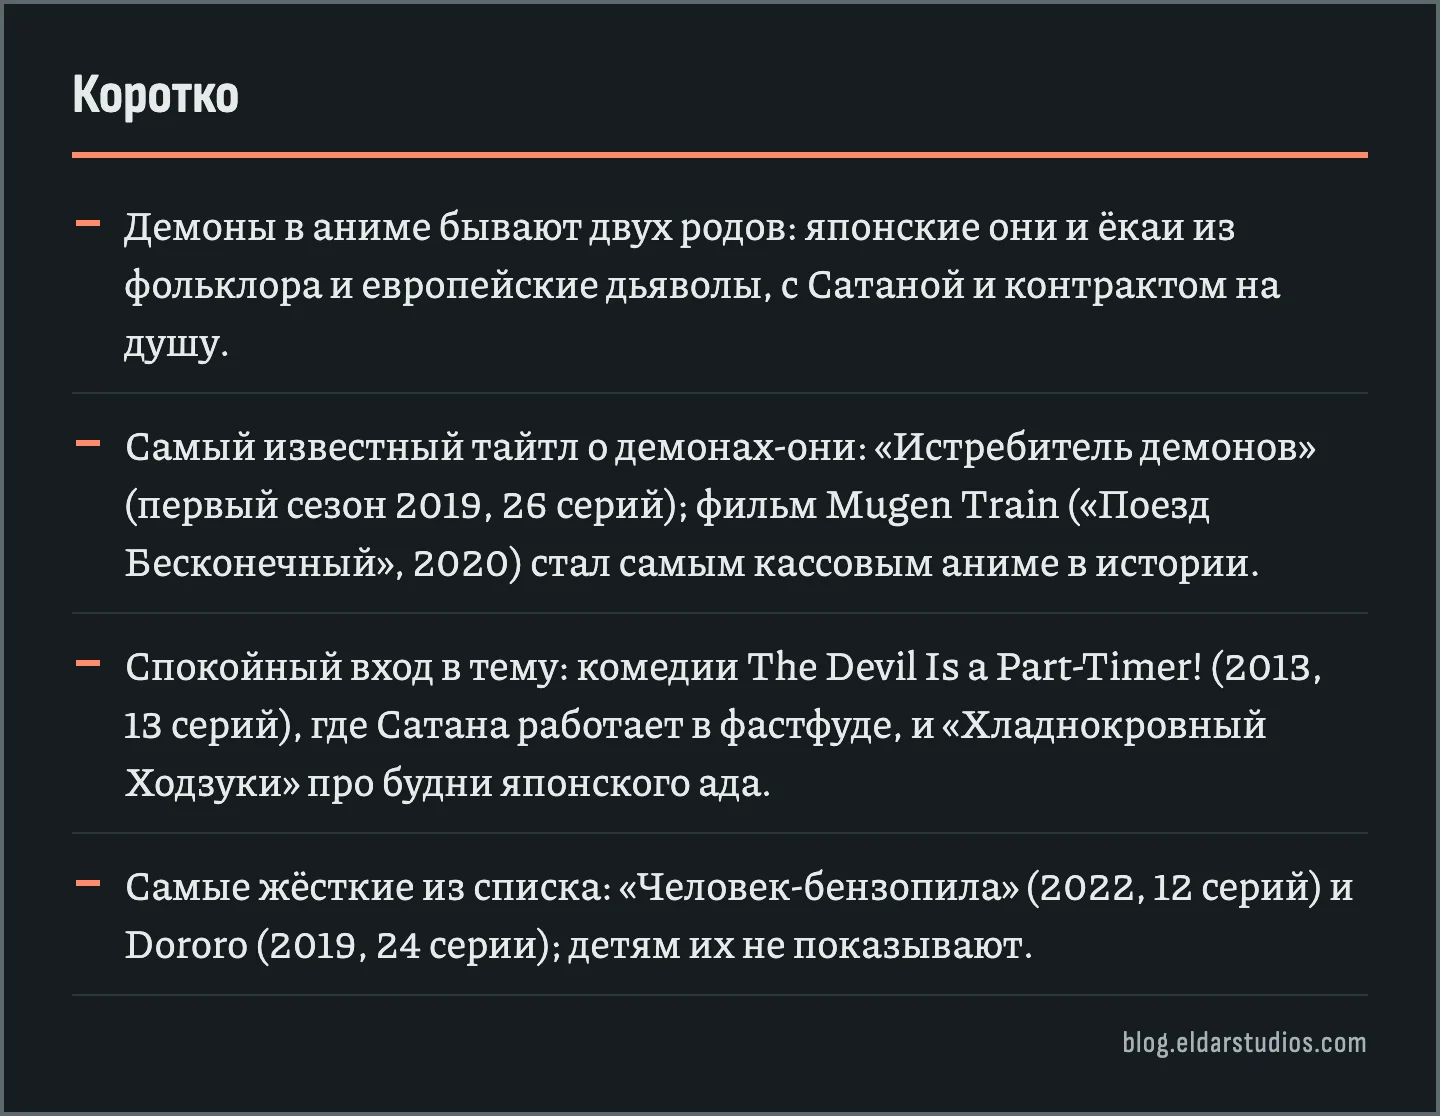 Коротко
Демоны в аниме бывают двух родов: японские они и ёкаи из
фольклора и европейские дьяволы, с Сатаной и контрактом на
душу.
Самый известный тайтл о демонах-они: «Истребитель демонов»
(первый сезон 2019, 26 серий); фильм Mugen Train («Поезд
Бесконечный», 2020) стал самым кассовым аниме в истории.
Спокойный вход в тему: комедии The Devil Is a Part-Timer! (2013,
13 серий), где Сатана работает в фастфуде, и «Хладнокровный
Ходзуки» про будни японского ада.
Самые жёсткие из списка: «Человек-бензопила» (2022, 12 серий) и
Dororo (2019, 24 серии); детям их не показывают.
blog.eldarstudios.com